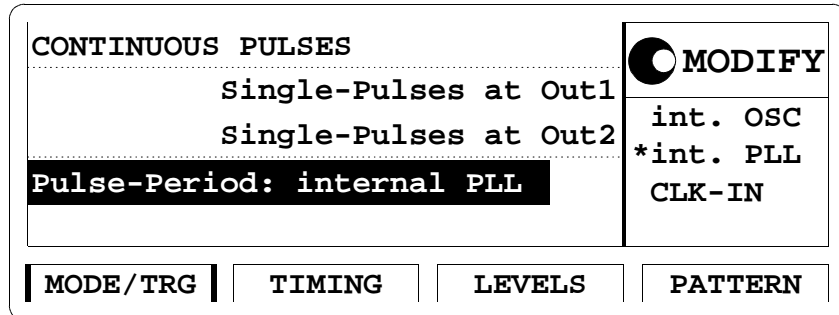 CONTINUOUS PULSES
Single-Pulses at Out1
Single-Pulses at Out2
Pulse-Period: internal PLL
MODIFY
int. OSC
*int. PLL
CLK-IN
MODE/TRG
TIMING
LEVELS
PATTERN